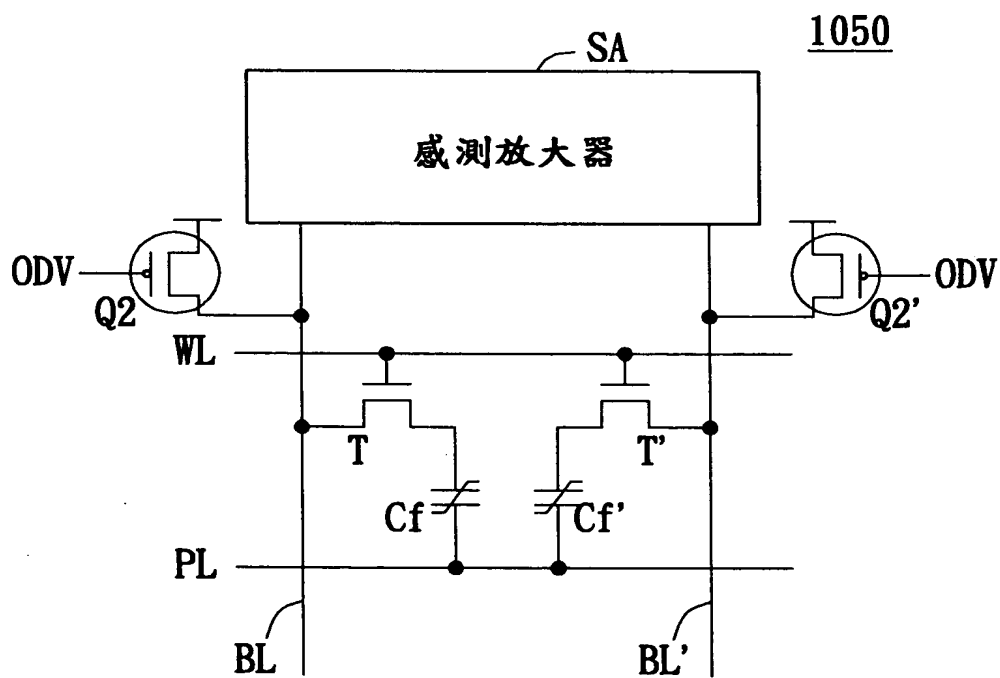 1050
SA
感測放大器
ODV
ODV
Q2
Q2'
WL
T
T'
Cf
Cf'
PL
BL
BL'